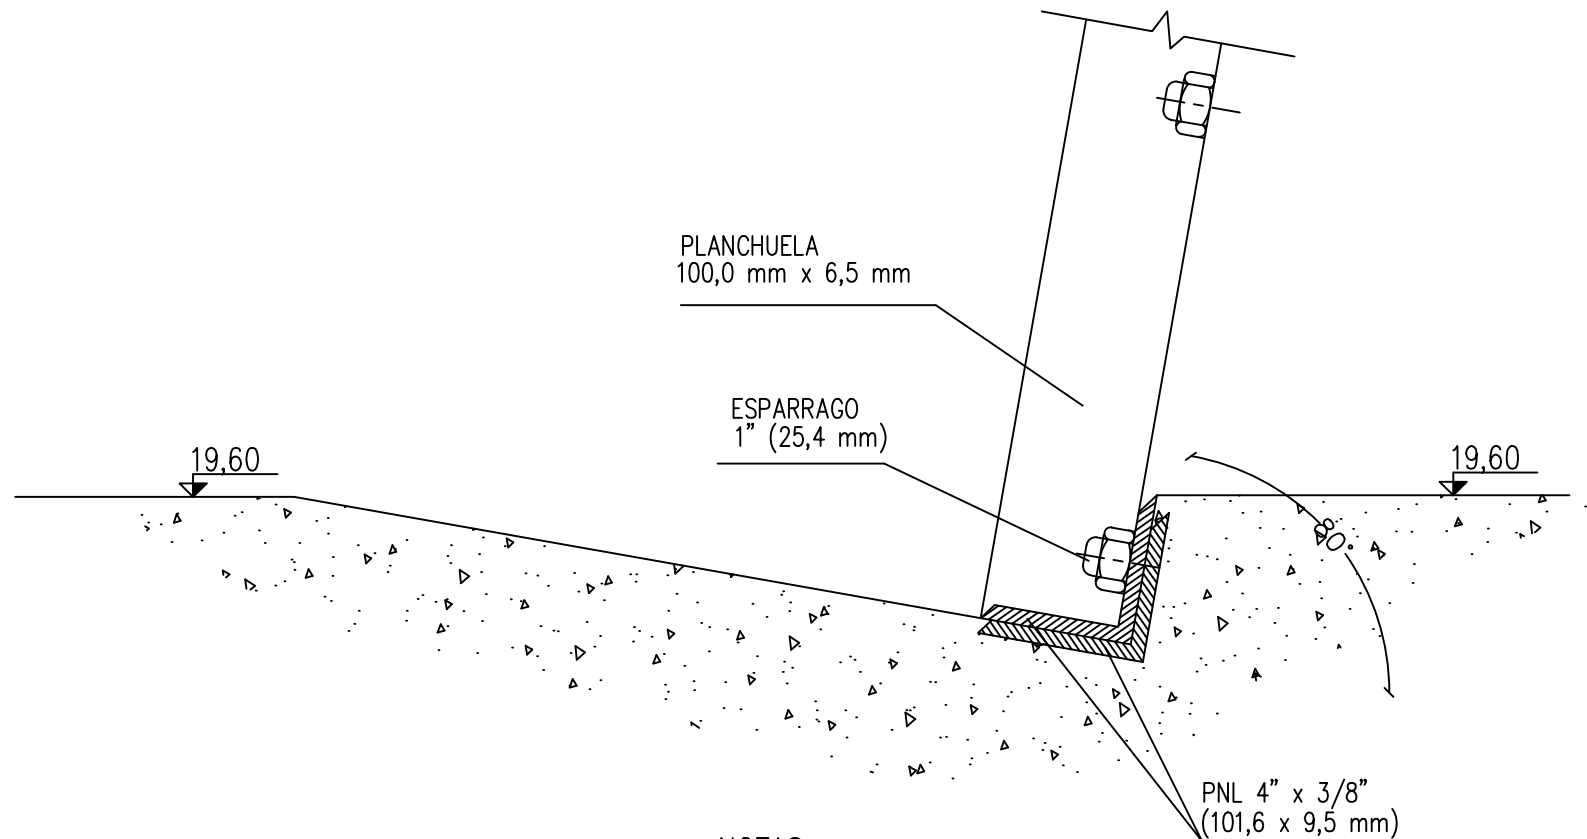 PLANCHUELA
100,0 mm x 6,5 mm
ESPARRAGO
1” (25,4 mm)
19,60
19,60
80°
PNL 4” x 3/8”
(101,6 x 9,5 mm)